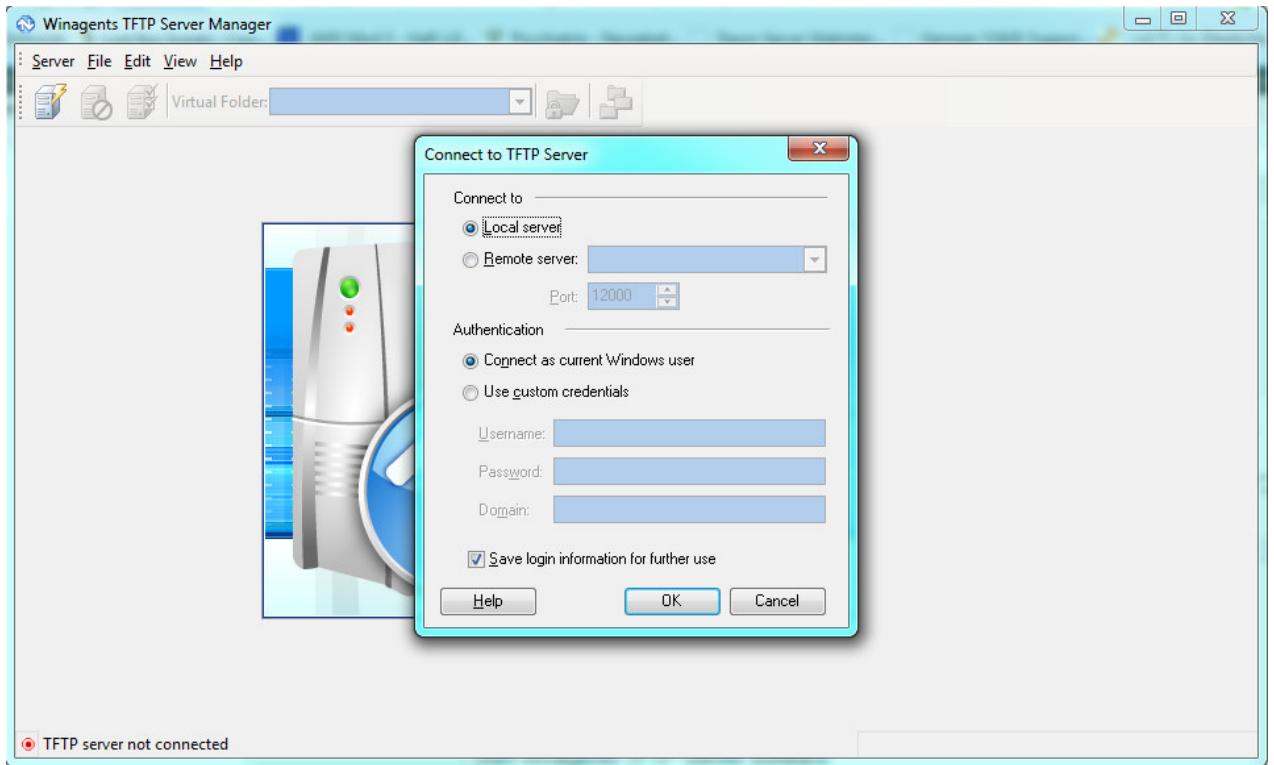 Winagents TFTP Server Manager
Server File Edit View Help
Virtual Folder:
Connect to TFTP Server
Connect to
Local server
Remote server:
Port: 12000
Authentication
Connect as current Windows user
Use custom credentials
Username:
Password:
Domain:
Save login information for further use
Help OK Cancel
TFTP server not connected